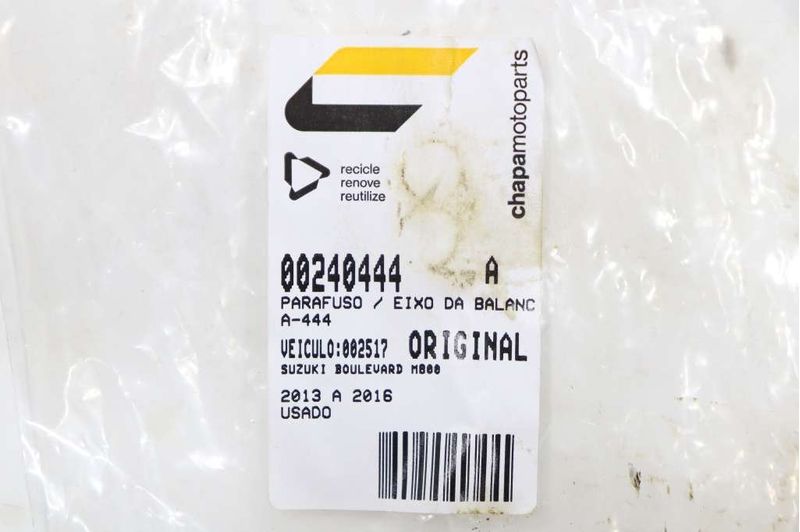 chapamotoparts
recicle
renove
reutilize
00240444 A
PARAFUSO / EIXO DA BALANC
A-444
VEICULO:002517 ORIGINAL
SUZUKI BOULEVARD M800
2013 A 2016
USADO